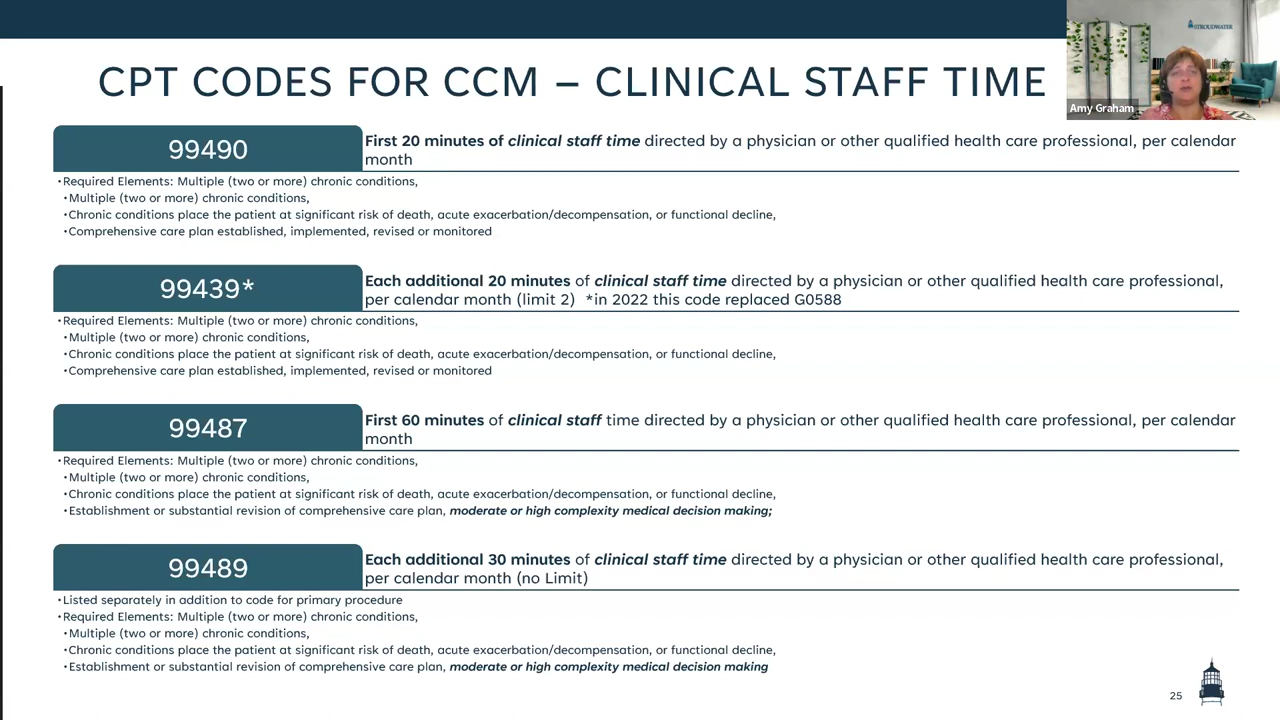 STROUDWATER
Amy Graham
CPT CODES FOR CCM – CLINICAL STAFF TIME
99490
First 20 minutes of clinical staff time directed by a physician or other qualified health care professional, per calendar
month
•Required Elements: Multiple (two or more) chronic conditions,
•Multiple (two or more) chronic conditions,
•Chronic conditions place the patient at significant risk of death, acute exacerbation/decompensation, or functional decline,
•Comprehensive care plan established, implemented, revised or monitored
99439*
Each additional 20 minutes of clinical staff time directed by a physician or other qualified health care professional,
per calendar month (limit 2) *in 2022 this code replaced G0588
•Required Elements: Multiple (two or more) chronic conditions,
•Multiple (two or more) chronic conditions,
•Chronic conditions place the patient at significant risk of death, acute exacerbation/decompensation, or functional decline,
•Comprehensive care plan established, implemented, revised or monitored
99487
First 60 minutes of clinical staff time directed by a physician or other qualified health care professional, per calendar
month
•Required Elements: Multiple (two or more) chronic conditions,
•Multiple (two or more) chronic conditions,
•Chronic conditions place the patient at significant risk of death, acute exacerbation/decompensation, or functional decline,
•Establishment or substantial revision of comprehensive care plan, moderate or high complexity medical decision making;
99489
Each additional 30 minutes of clinical staff time directed by a physician or other qualified health care professional,
per calendar month (no Limit)
•Listed separately in addition to code for primary procedure
•Required Elements: Multiple (two or more) chronic conditions,
•Multiple (two or more) chronic conditions,
•Chronic conditions place the patient at significant risk of death, acute exacerbation/decompensation, or functional decline,
•Establishment or substantial revision of comprehensive care plan, moderate or high complexity medical decision making
25